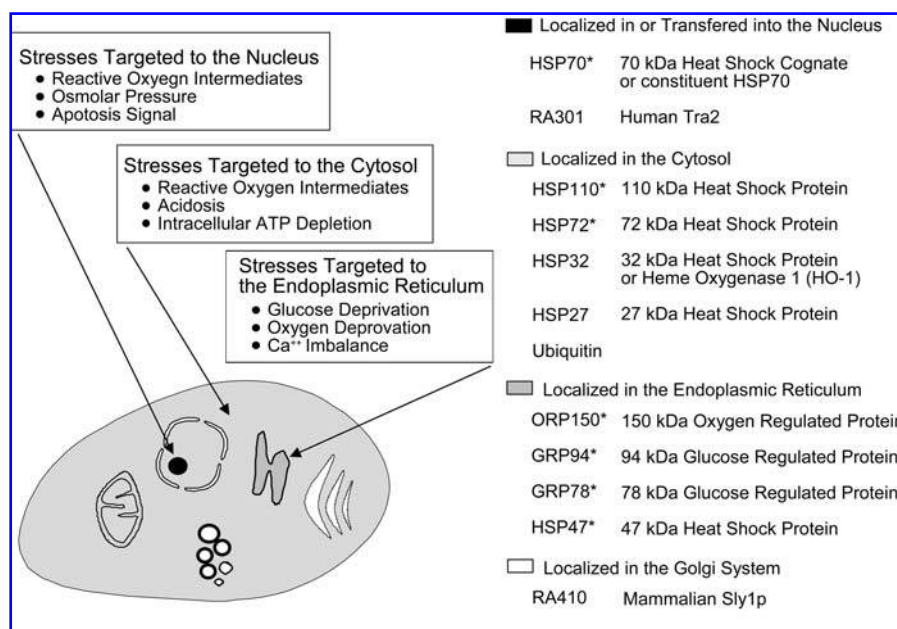 Stresses Targeted to the Nucleus
● Reactive Oxyegn Intermediates
● Osmolar Pressure
● Apotosis Signal
Stresses Targeted to the Cytosol
● Reactive Oxygen Intermediates
● Acidosis
● Intracellular ATP Depletion
Stresses Targeted to
the Endoplasmic Reticulum
● Glucose Deprivation
● Oxygen Deprovation
● Ca⁺⁺ Imbalance
Localized in or Transfered into the Nucleus
HSP70* 70 kDa Heat Shock Cognate
or constituent HSP70
RA301 Human Tra2
Localized in the Cytosol
HSP110* 110 kDa Heat Shock Protein
HSP72* 72 kDa Heat Shock Protein
HSP32 32 kDa Heat Shock Protein
or Heme Oxygenase 1 (HO-1)
HSP27 27 kDa Heat Shock Protein
Ubiquitin
Localized in the Endoplasmic Reticulum
ORP150* 150 kDa Oxygen Regulated Protein
GRP94* 94 kDa Glucose Regulated Protein
GRP78* 78 kDa Glucose Regulated Protein
HSP47* 47 kDa Heat Shock Protein
Localized in the Golgi System
RA410 Mammalian Sly1p